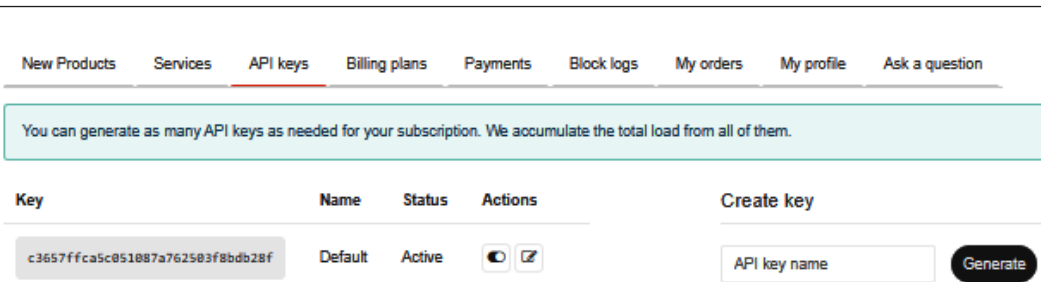 New Products Services API keys Billing plans Payments Block logs My orders My profile Ask a question
You can generate as many API keys as needed for your subscription. We accumulate the total load from all of them.
Key Name Status Actions Create key
c3657ffca5c051087a762503f8bdb28f Default Active API key name Generate